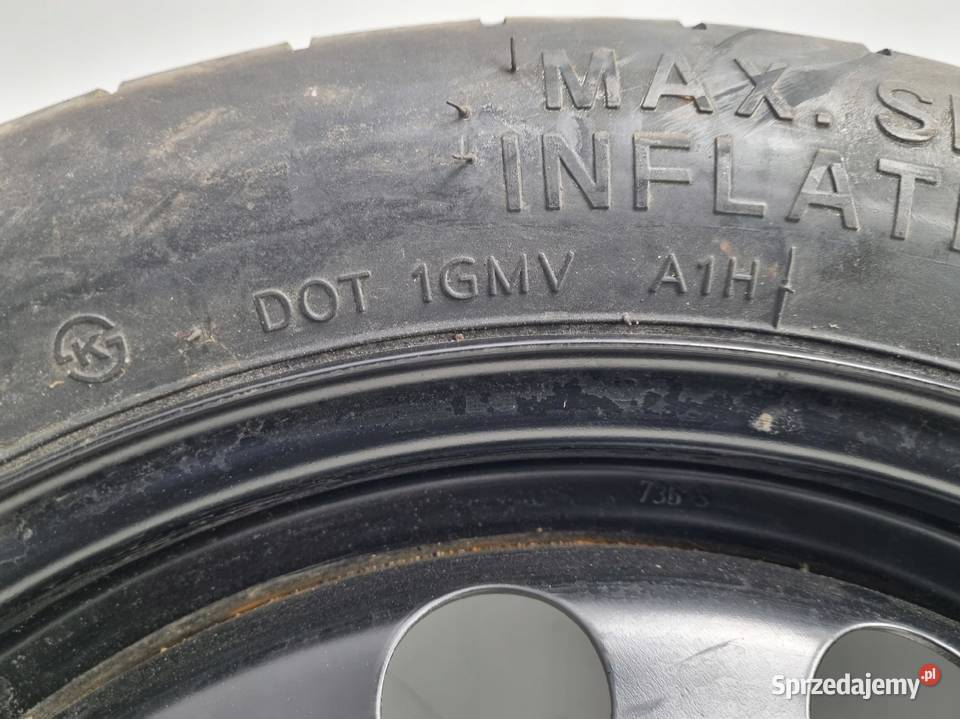 MAX. S
INFLAT
DOT 1GMV A1H
K
736 S
Sprzedajemy.pl